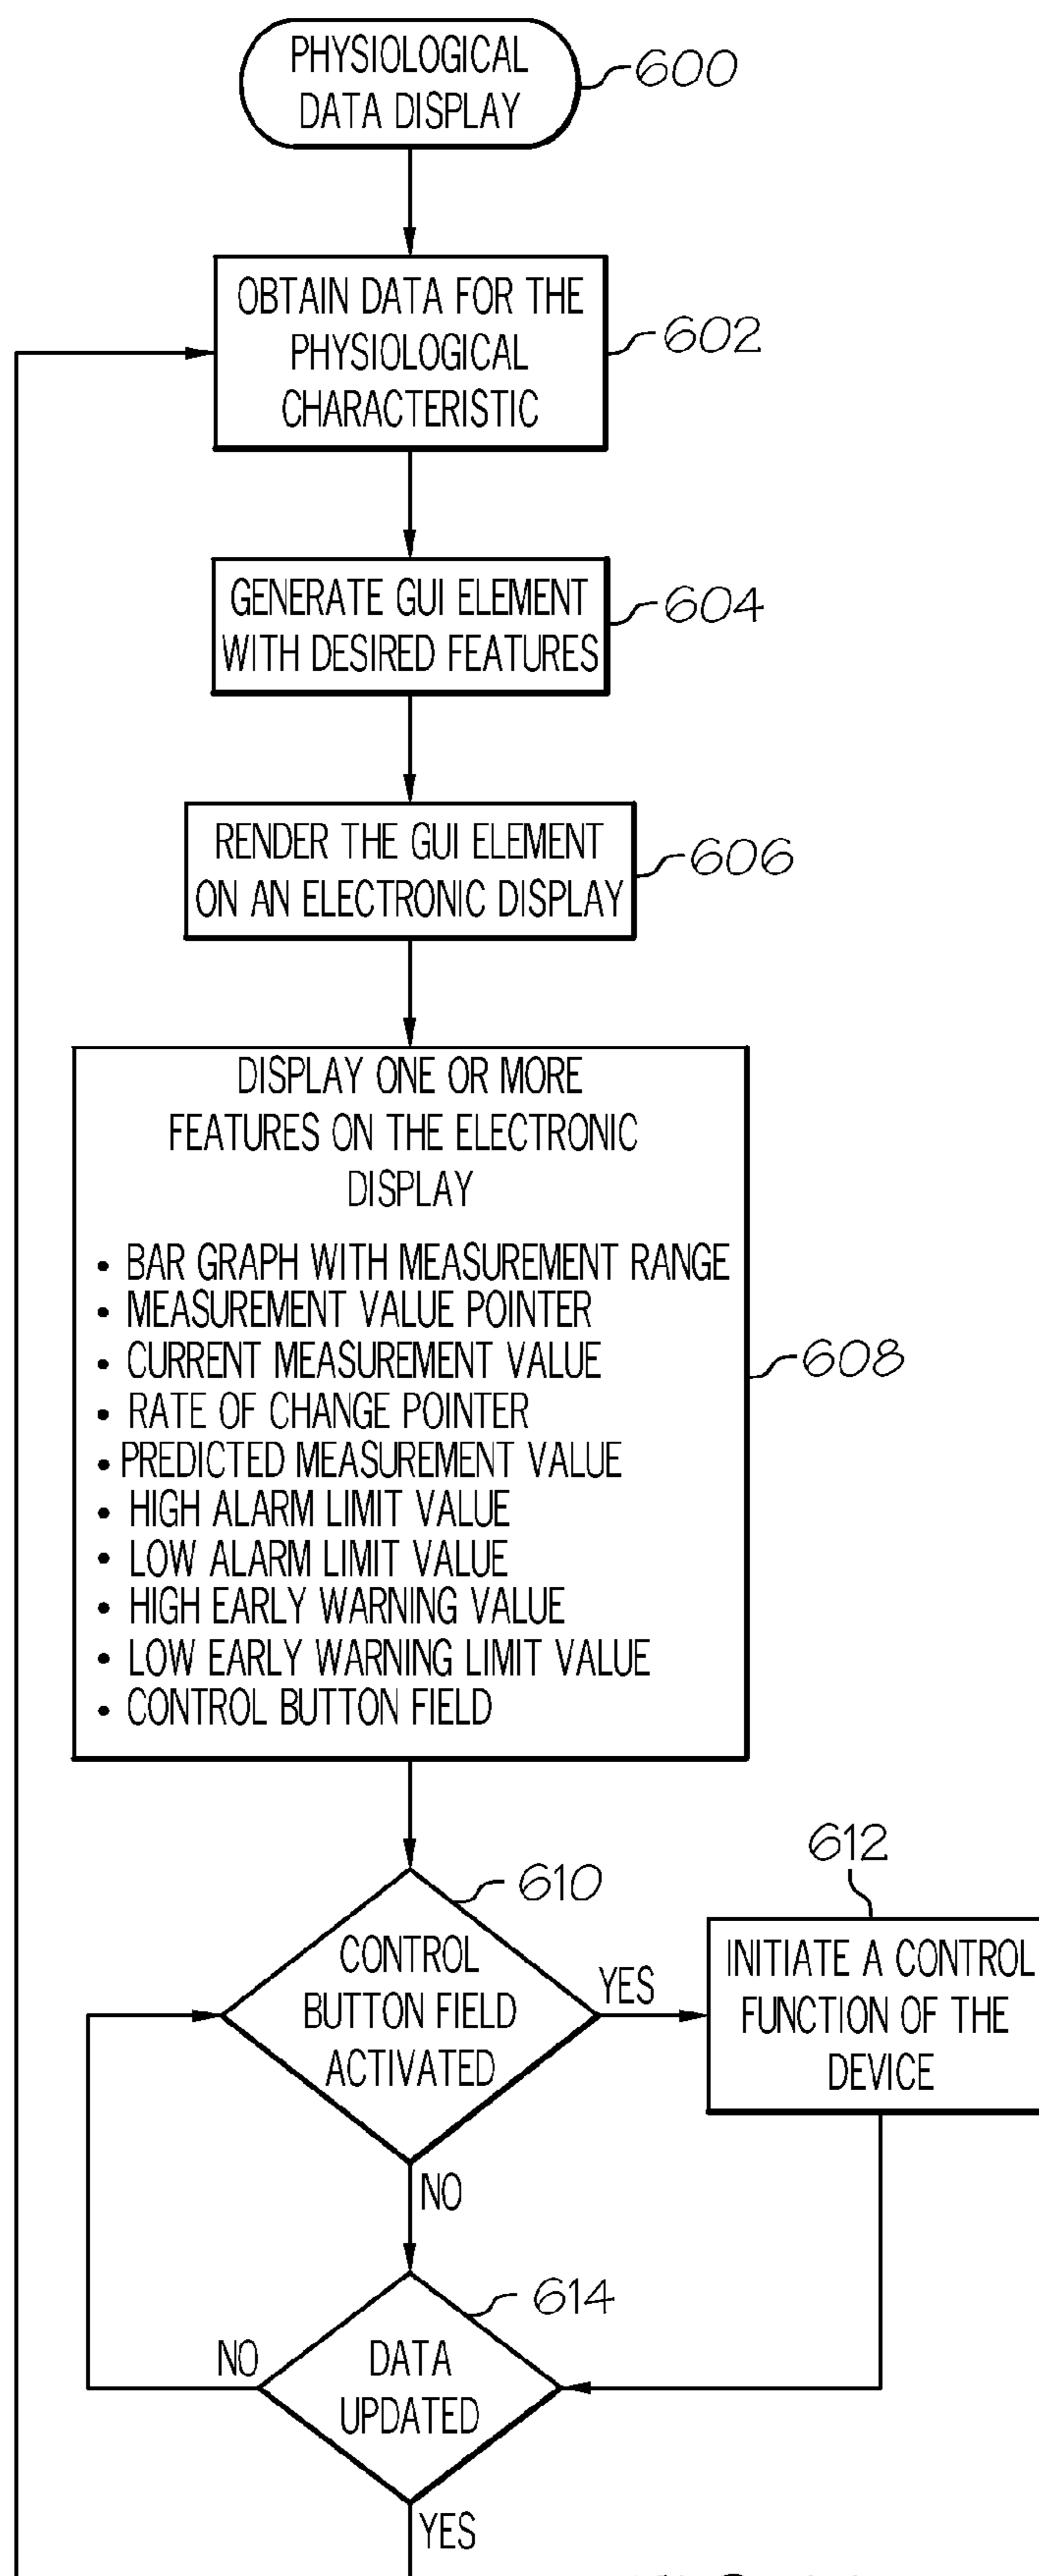 PHYSIOLOGICAL
DATA DISPLAY
600
OBTAIN DATA FOR THE
PHYSIOLOGICAL
CHARACTERISTIC
602
GENERATE GUI ELEMENT
WITH DESIRED FEATURES
604
RENDER THE GUI ELEMENT
ON AN ELECTRONIC DISPLAY
606
DISPLAY ONE OR MORE
FEATURES ON THE ELECTRONIC
DISPLAY
• BAR GRAPH WITH MEASUREMENT RANGE
• MEASUREMENT VALUE POINTER
• CURRENT MEASUREMENT VALUE
• RATE OF CHANGE POINTER
• PREDICTED MEASUREMENT VALUE
• HIGH ALARM LIMIT VALUE
• LOW ALARM LIMIT VALUE
• HIGH EARLY WARNING VALUE
• LOW EARLY WARNING LIMIT VALUE
• CONTROL BUTTON FIELD
608
610
CONTROL
BUTTON FIELD
ACTIVATED
YES
612
INITIATE A CONTROL
FUNCTION OF THE
DEVICE
NO
614
DATA
UPDATED
NO
YES